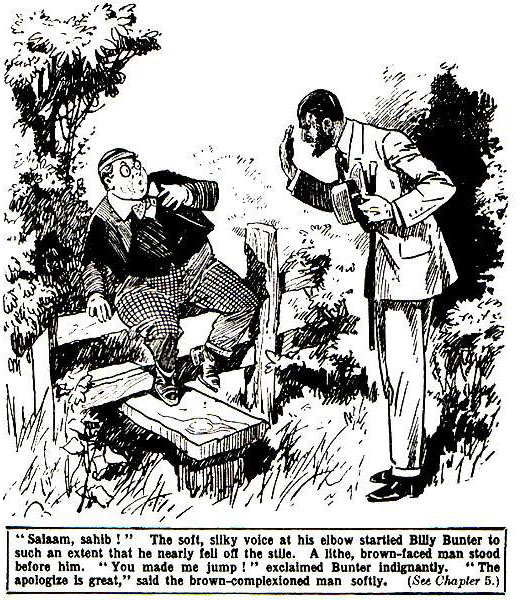 "Salaam, sahib!" The soft, silky voice at his elbow startled Billy Bunter to
such an extent that he nearly fell off the stile. A lithe, brown-faced man stood
before him. "You made me jump!" exclaimed Bunter indignantly. "The
apologize is great," said the brown-complexioned man softly. (See Chapter 5.)